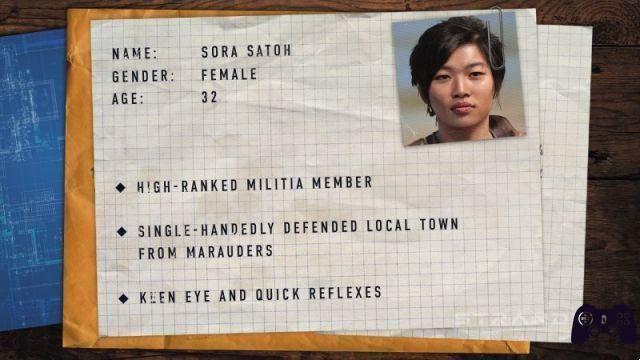 NAME: SORA SATOH
GENDER: FEMALE
AGE: 32
◆ HIGH-RANKED MILITIA MEMBER
◆ SINGLE-HANDEDLY DEFENDED LOCAL TOWN
FROM MARAUDERS
◆ KEEN EYE AND QUICK REFLEXES